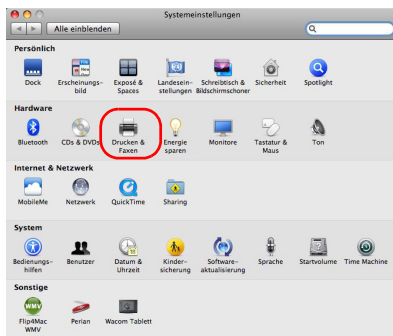 Systemeinstellungen
Alle einblenden
Persönlich
Dock
Erscheinungs-
bild
Exposé &
Spaces
Landesein-
stellungen
Schreibtisch &
Bildschirmschoner
Sicherheit
Spotlight
Hardware
Bluetooth
CDs & DVDs
Drucken &
Faxen
Energie
sparen
Monitore
Tastatur &
Maus
Ton
Internet & Netzwerk
MobileMe
Netzwerk
QuickTime
Sharing
System
Bedienungs-
hilfen
Benutzer
Datum &
Uhrzeit
Kinder-
sicherung
Software-
aktualisierung
Sprache
Startvolume
Time Machine
Sonstige
WMV
Flip4Mac
WMV
Perian
Wacom Tablett